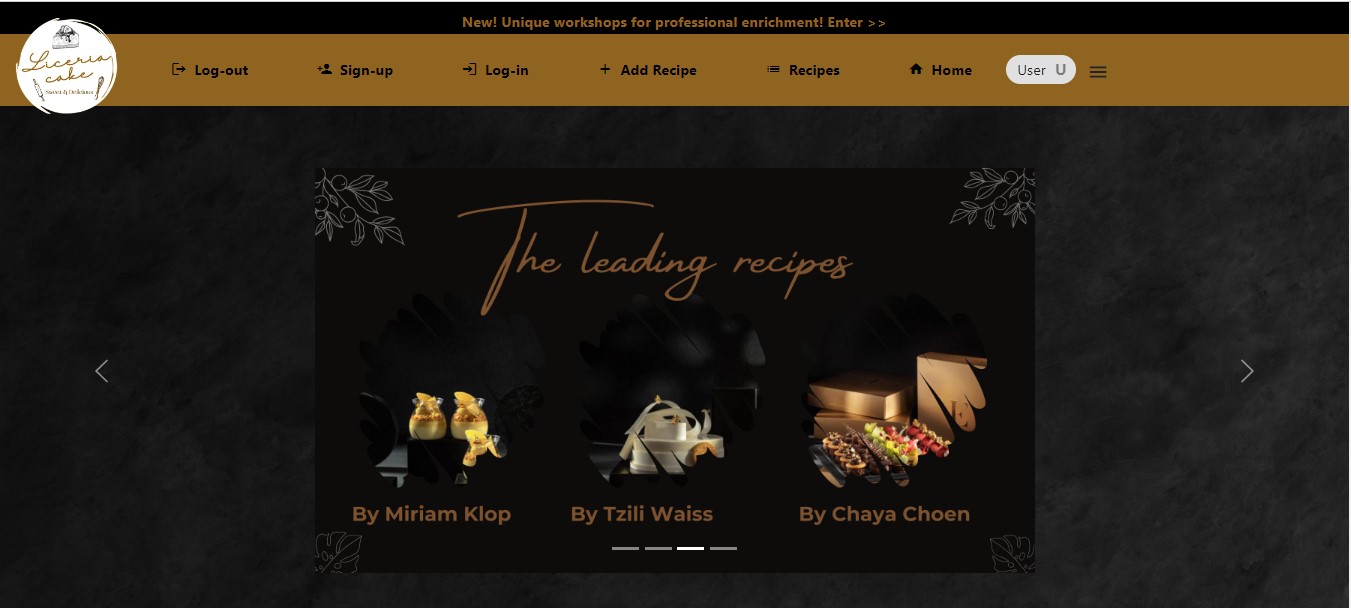 New! Unique workshops for professional enrichment! Enter >>
Liceria
cake
Sweet & Delicious
Log-out
Sign-up
Log-in
Add Recipe
Recipes
Home
User U
The leading recipes
By Miriam Klop
By Tzili Waiss
By Chaya Choen